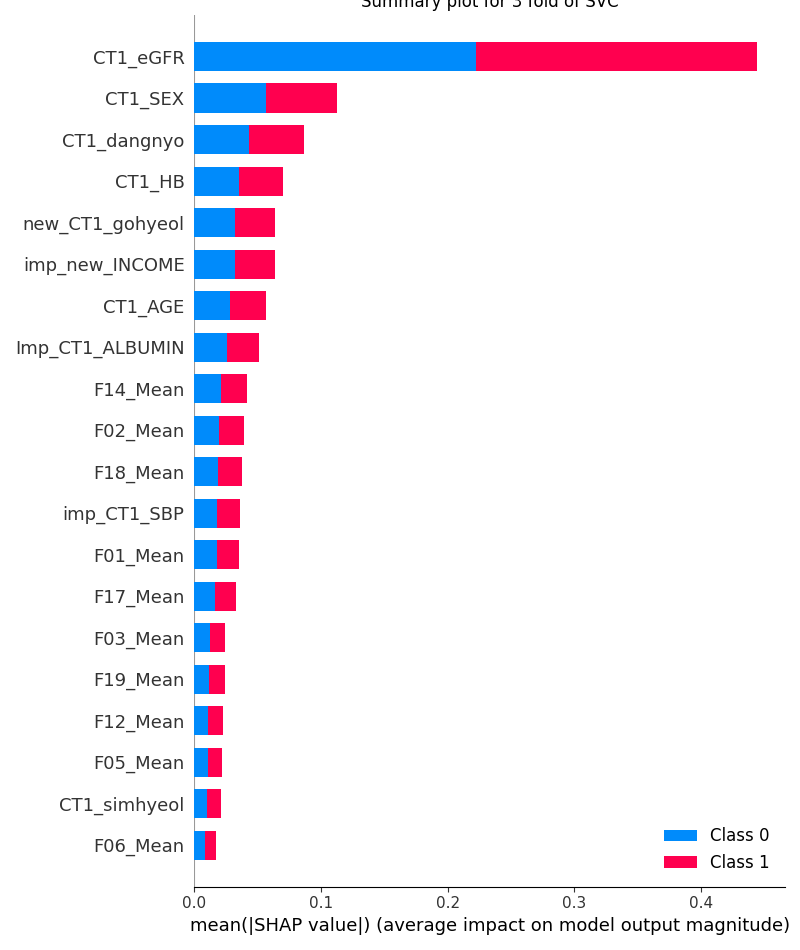 Summary plot for 3 fold of SVC
CT1_eGFR
CT1_SEX
CT1_dangnyo
CT1_HB
new_CT1_gohyeol
imp_new_INCOME
CT1_AGE
Imp_CT1_ALBUMIN
F14_Mean
F02_Mean
F18_Mean
imp_CT1_SBP
F01_Mean
F17_Mean
F03_Mean
F19_Mean
F12_Mean
F05_Mean
CT1_simhyeol
F06_Mean
Class 0
Class 1
0.0 0.1 0.2 0.3 0.4
mean(|SHAP value|) (average impact on model output magnitude)